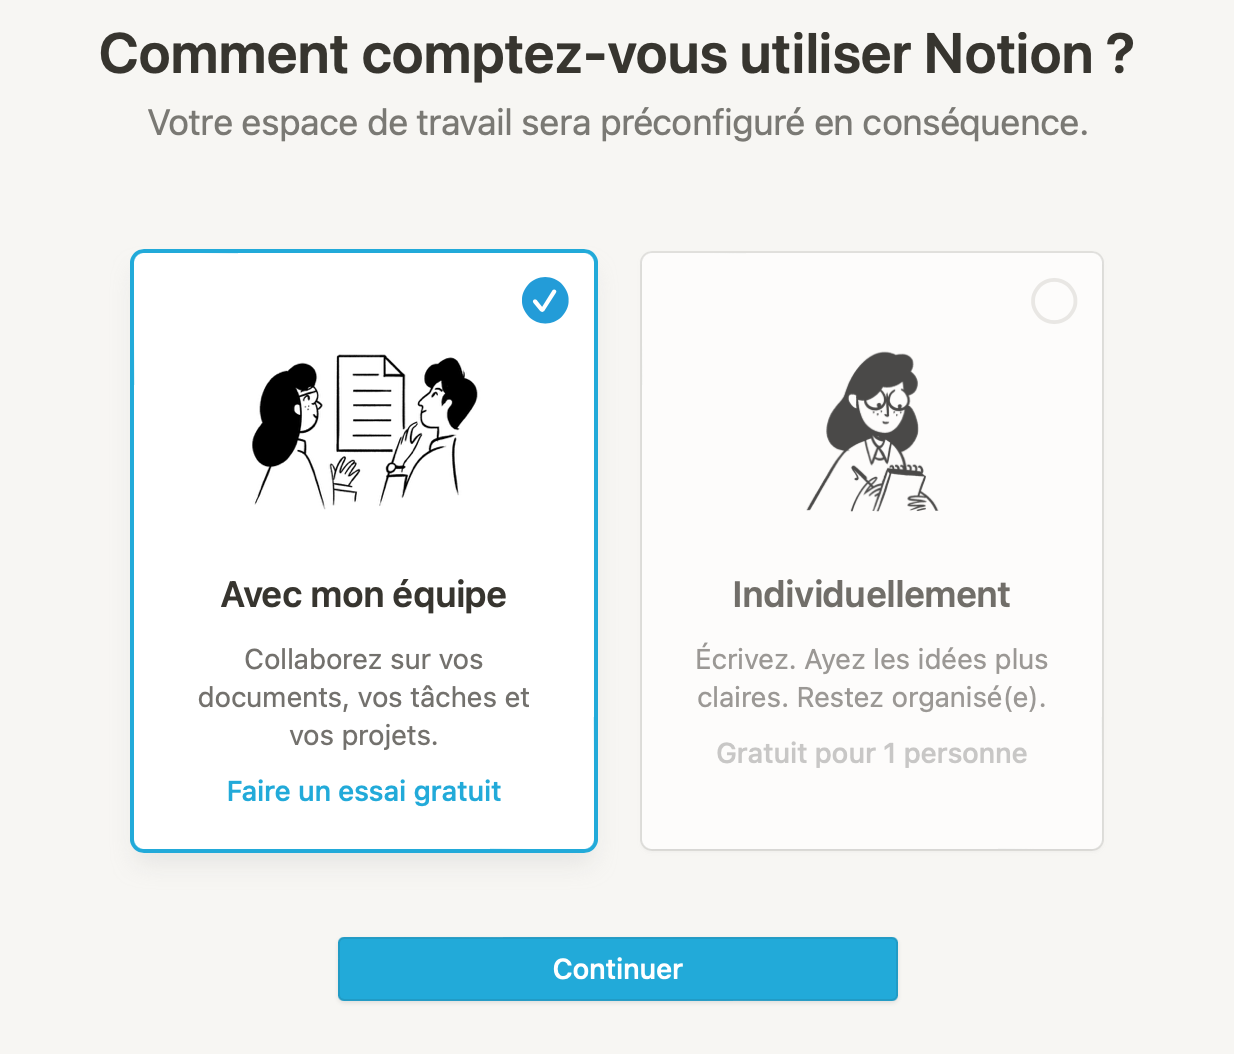 Comment comptez-vous utiliser Notion ?
Votre espace de travail sera préconfiguré en conséquence.
Avec mon équipe
Collaborez sur vos
documents, vos tâches et
vos projets.
Faire un essai gratuit
Individuellement
Écrivez. Ayez les idées plus
claires. Restez organisé(e).
Gratuit pour 1 personne
Continuer